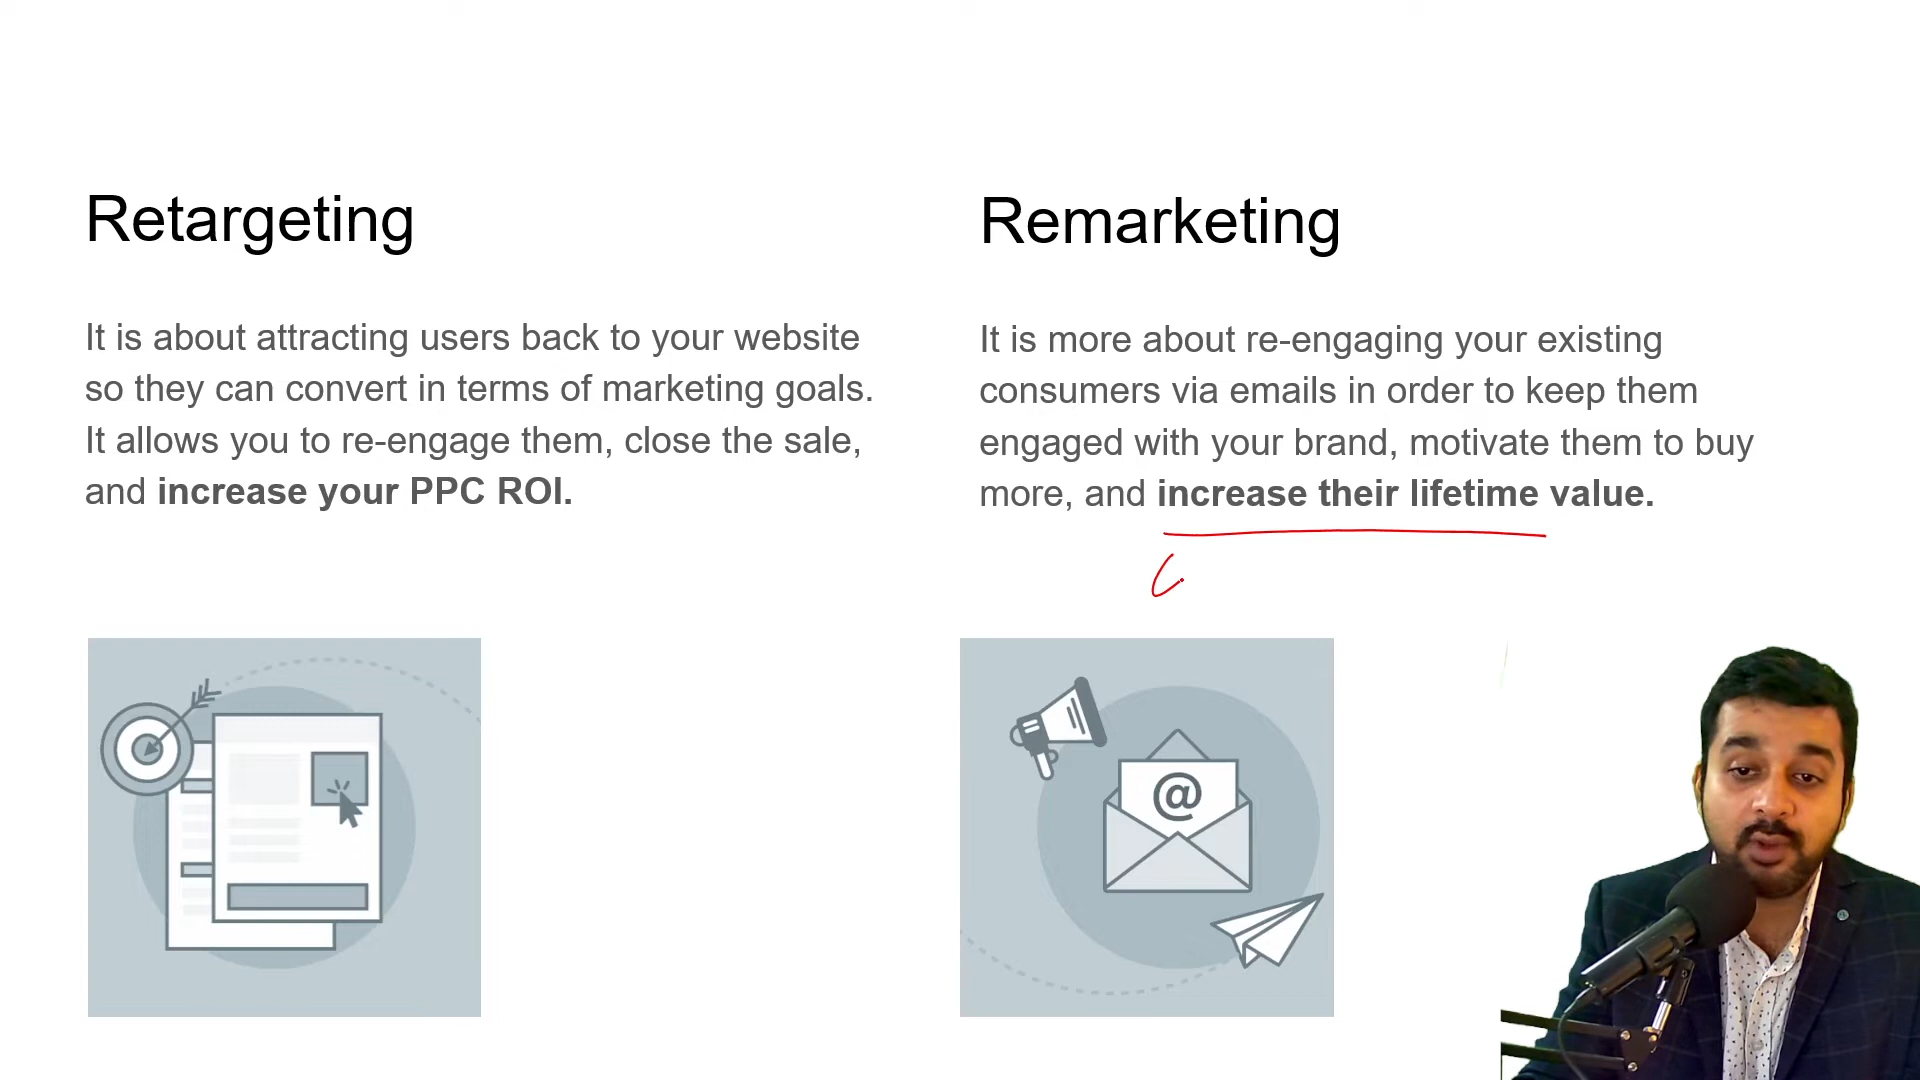 Retargeting
It is about attracting users back to your website
so they can convert in terms of marketing goals.
It allows you to re-engage them, close the sale,
and increase your PPC ROI.
Remarketing
It is more about re-engaging your existing
consumers via emails in order to keep them
engaged with your brand, motivate them to buy
more, and increase their lifetime value.
@